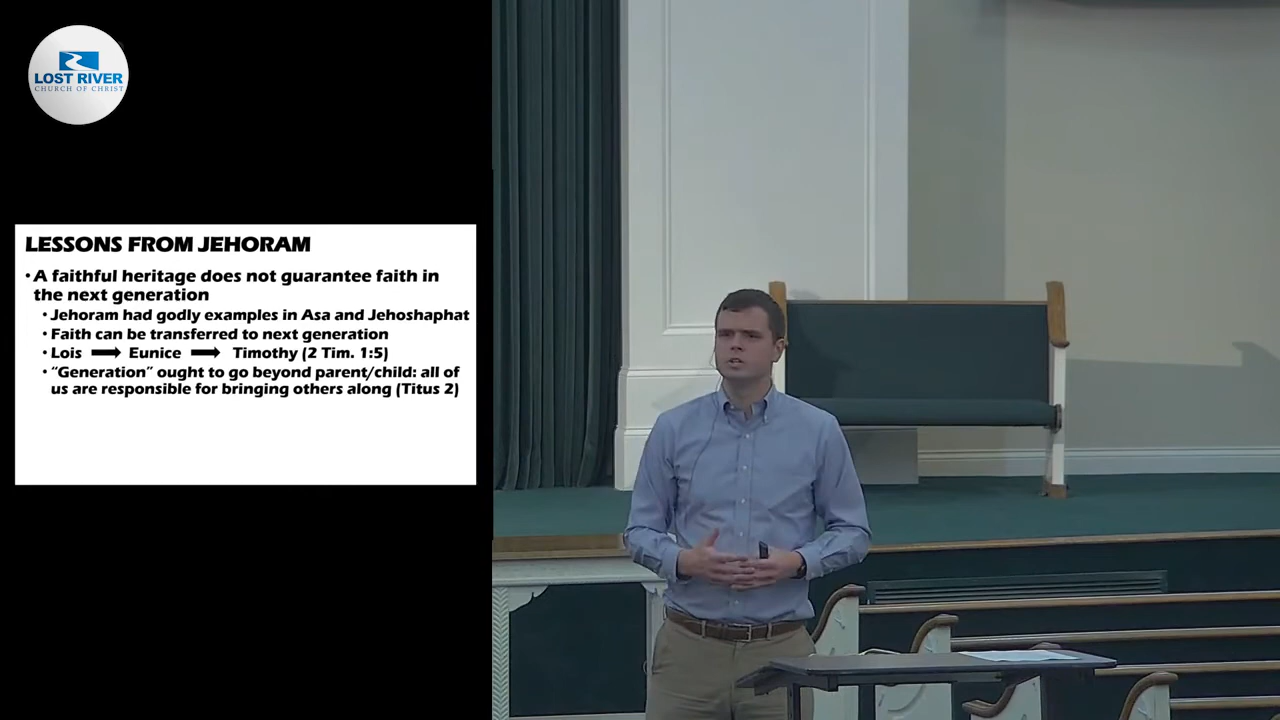 LOST RIVER
CHURCH OF CHRIST
LESSONS FROM JEHORAM
• A faithful heritage does not guarantee faith in
the next generation
• Jehoram had godly examples in Asa and Jehoshaphat
• Faith can be transferred to next generation
• Lois ➡ Eunice ➡ Timothy (2 Tim. 1:5)
• “Generation” ought to go beyond parent/child: all of
us are responsible for bringing others along (Titus 2)